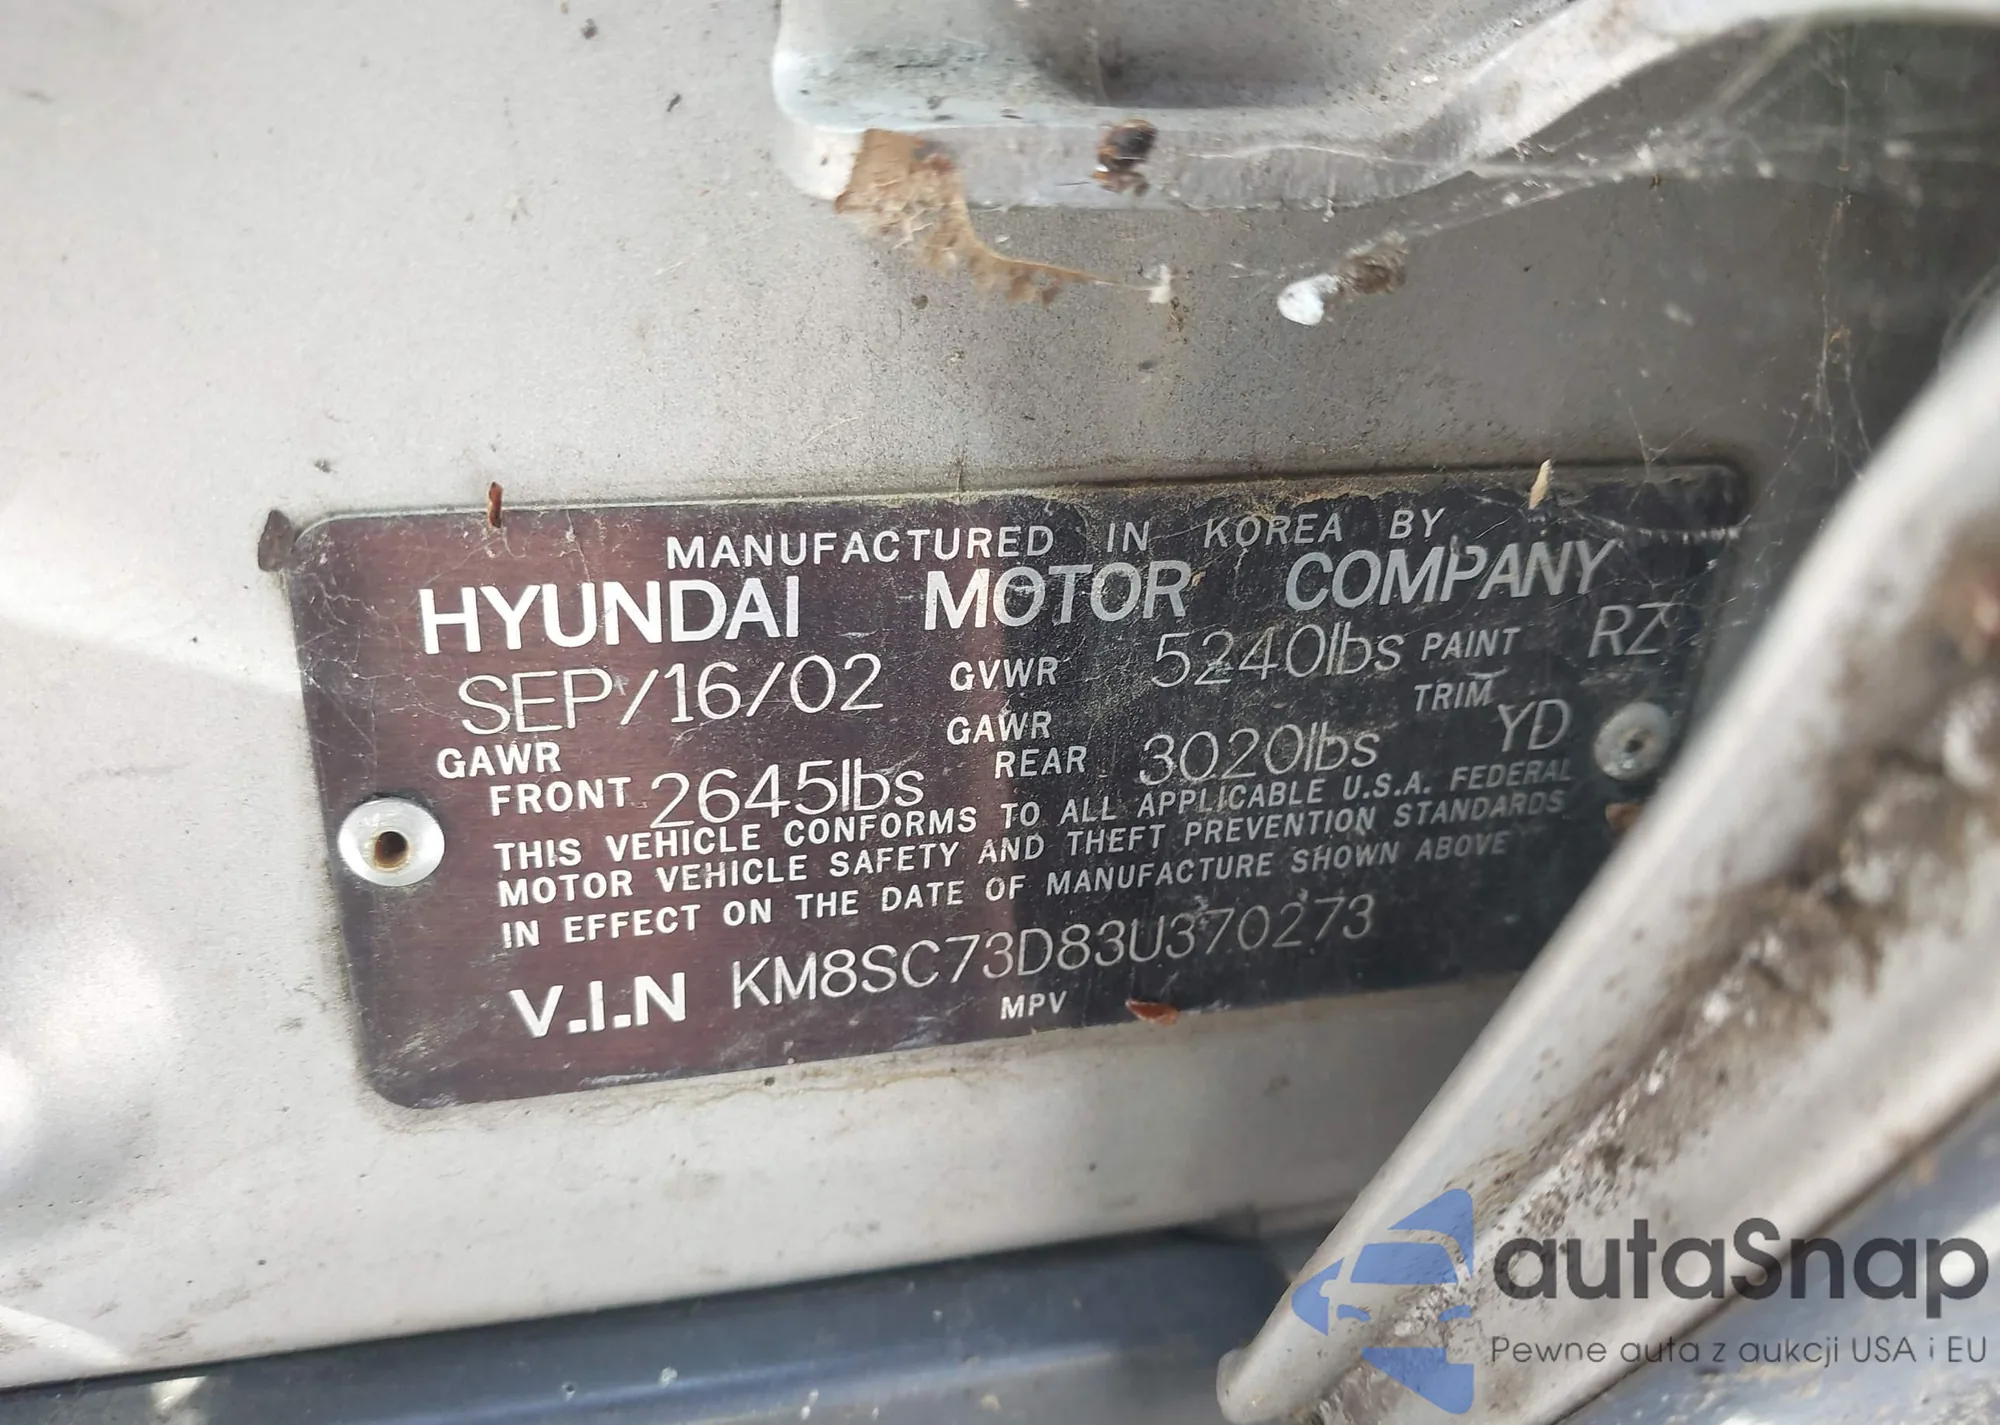 MANUFACTURED IN KOREA BY
HYUNDAI MOTOR COMPANY
SEP/16/02 GVWR 5240lbs PAINT RZ
GAWR FRONT 2645lbs GAWR REAR 3020lbs TRIM YD
THIS VEHICLE CONFORMS TO ALL APPLICABLE U.S.A. FEDERAL
MOTOR VEHICLE SAFETY AND THEFT PREVENTION STANDARDS
IN EFFECT ON THE DATE OF MANUFACTURE SHOWN ABOVE
V.I.N KM8SC73D83U370273
MPV
autaSnap
Pewne auta z aukcji USA i EU